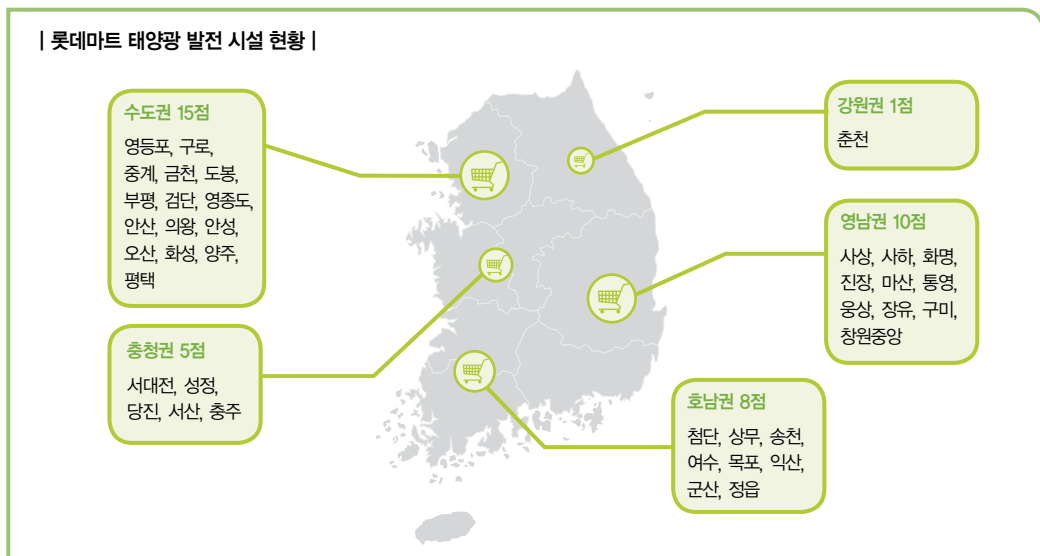 | 롯데마트 태양광 발전 시설 현황 |
수도권 15점
영등포, 구로,
중계, 금천, 도봉,
부평, 검단, 영종도,
안산, 의왕, 안성,
오산, 화성, 양주,
평택
강원권 1점
춘천
영남권 10점
사상, 사하, 화명,
진장, 마산, 통영,
웅상, 장유, 구미,
창원중앙
충청권 5점
서대전, 성정,
당진, 서산, 충주
호남권 8점
첨단, 상무, 송천,
여수, 목포, 익산,
군산, 정읍